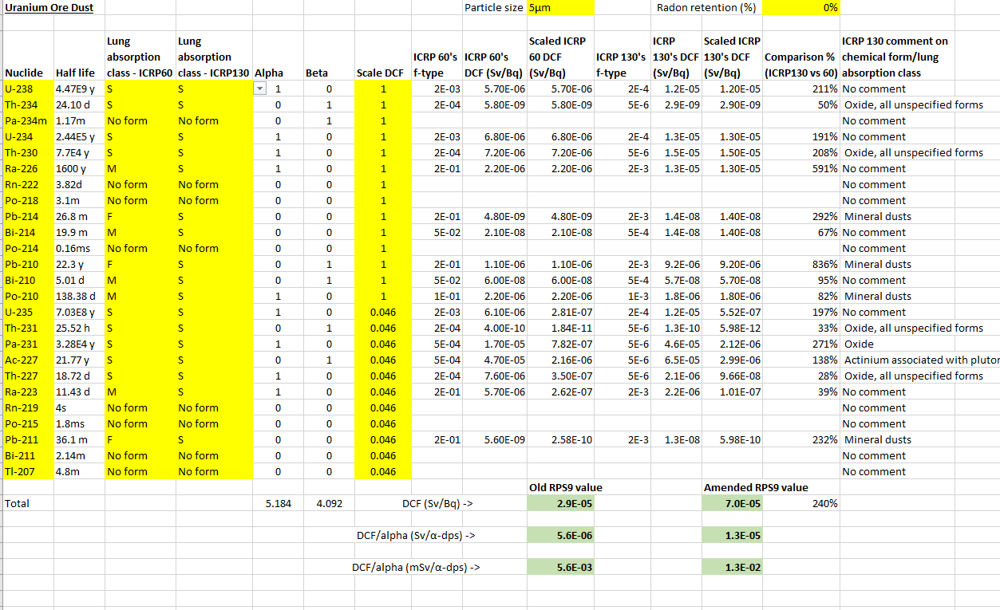 Uranium Ore Dust Particle size 5µm Radon retention (%) 0%
Lung Lung Scaled ICRP ICRP Scaled ICRP ICRP 130 comment on
absorption absorption ICRP 60's ICRP 60's 60 DCF ICRP 130's 130's DCF 130's DCF Comparison % chemical form/lung
Nuclide Half life class - ICRP60 class - ICRP130 Alpha Beta Scale DCF f-type DCF (Sv/Bq) (Sv/Bq) f-type (Sv/Bq) (Sv/Bq) (ICRP130 vs 60) absorption class
U-238 4.47E9 y S S 1 0 1 2E-03 5.70E-06 5.70E-06 2E-4 1.2E-05 1.20E-05 211% No comment
Th-234 24.10 d S S 0 1 1 2E-04 5.80E-09 5.80E-09 5E-6 2.9E-09 2.90E-09 50% Oxide, all unspecified forms
Pa-234m 1.17m No form No form 0 1 1 No comment
U-234 2.44E5 y S S 1 0 1 2E-03 6.80E-06 6.80E-06 2E-4 1.3E-05 1.30E-05 191% No comment
Th-230 7.7E4 y S S 1 0 1 2E-04 7.20E-06 7.20E-06 5E-6 1.5E-05 1.50E-05 208% Oxide, all unspecified forms
Ra-226 1600 y M S 1 0 1 2E-01 2.20E-06 2.20E-06 2E-3 1.3E-05 1.30E-05 591% No comment
Rn-222 3.82d No form No form 0 0 1 No comment
Po-218 3.1m No form No form 0 0 1 No comment
Pb-214 26.8 m F S 0 0 1 2E-01 4.80E-09 4.80E-09 2E-3 1.4E-08 1.40E-08 292% Mineral dusts
Bi-214 19.9 m M S 0 0 1 5E-02 2.10E-08 2.10E-08 5E-4 1.4E-08 1.40E-08 67% No comment
Po-214 0.16ms No form No form 0 0 1 No comment
Pb-210 22.3 y F S 0 1 1 2E-01 1.10E-06 1.10E-06 2E-3 9.2E-06 9.20E-06 836% Mineral dusts
Bi-210 5.01 d M S 0 1 1 5E-02 6.00E-08 6.00E-08 5E-4 5.7E-08 5.70E-08 95% No comment
Po-210 138.38 d M S 1 0 1 1E-01 2.20E-06 2.20E-06 1E-3 1.8E-06 1.80E-06 82% Mineral dusts
U-235 7.03E8 y S S 1 0 0.046 2E-03 6.10E-06 2.81E-07 2E-4 1.2E-05 5.52E-07 197% No comment
Th-231 25.52 h S S 0 1 0.046 2E-04 4.00E-10 1.84E-11 5E-6 1.3E-10 5.98E-12 33% Oxide, all unspecified forms
Pa-231 3.28E4 y S S 1 0 0.046 5E-04 1.70E-05 7.82E-07 5E-6 4.6E-05 2.12E-06 271% Oxide
Ac-227 21.77 y S S 0 1 0.046 5E-04 4.70E-05 2.16E-06 5E-6 6.5E-05 2.99E-06 138% Actinium associated with pluton
Th-227 18.72 d S S 1 0 0.046 2E-04 7.60E-06 3.50E-07 5E-6 2.1E-06 9.66E-08 28% Oxide, all unspecified forms
Ra-223 11.43 d M S 1 0 0.046 2E-01 5.70E-06 2.62E-07 2E-3 2.2E-06 1.01E-07 39% No comment
Rn-219 4s No form No form 0 0 0.046 No comment
Po-215 1.8ms No form No form 0 0 0.046 No comment
Pb-211 36.1 m F S 0 0 0.046 2E-01 5.60E-09 2.58E-10 2E-3 1.3E-08 5.98E-10 232% Mineral dusts
Bi-211 2.14m No form No form 0 0 0.046 No comment
Tl-207 4.8m No form No form 0 0 0.046 No comment
Old RPS9 value Amended RPS9 value
Total 5.184 4.092 DCF (Sv/Bq) -> 2.9E-05 7.0E-05 240%
DCF/alpha (Sv/α-dps) -> 5.6E-06 1.3E-05
DCF/alpha (mSv/α-dps) -> 5.6E-03 1.3E-02